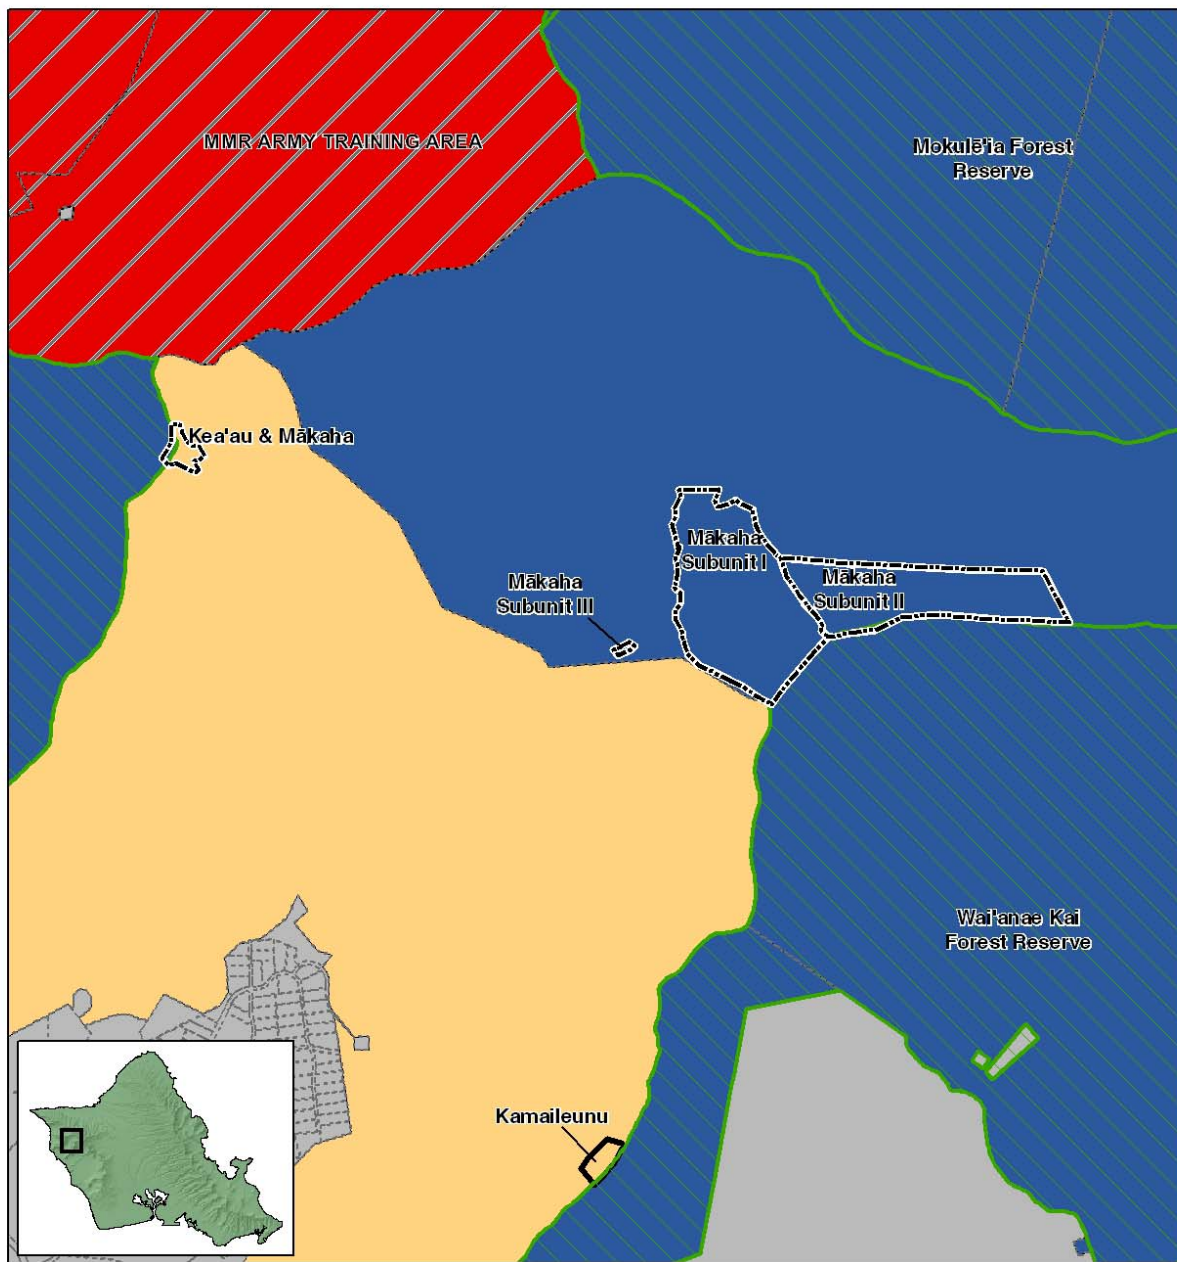 MMR ARMY TRAINING AREA
Mokulē'ia Forest
Reserve
Kea'au & Mākaha
Mākaha
Subunit I
Mākaha
Subunit II
Mākaha
Subunit III
Wai'anae Kai
Forest Reserve
Kamaileunu